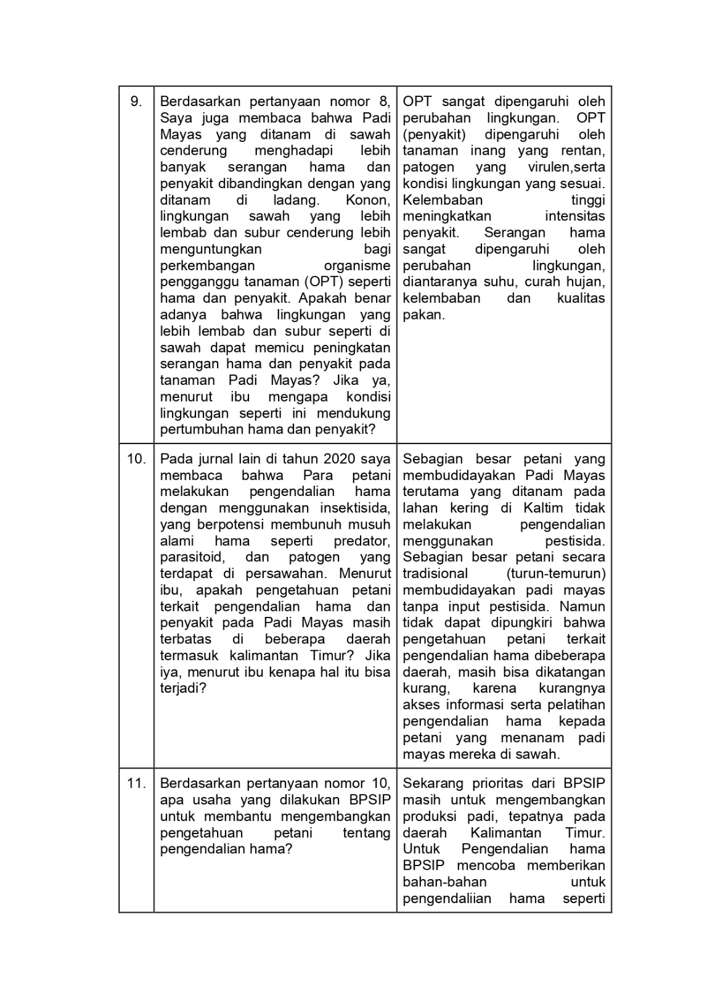 9.
Berdasarkan pertanyaan nomor 8,
Saya juga membaca bahwa Padi
Mayas yang ditanam di sawah
cenderung menghadapi lebih
banyak serangan hama dan
penyakit dibandingkan dengan yang
ditanam di ladang. Konon,
lingkungan sawah yang lebih
lembab dan subur cenderung lebih
menguntungkan bagi
perkembangan organisme
pengganggu tanaman (OPT) seperti
hama dan penyakit. Apakah benar
adanya bahwa lingkungan yang
lebih lembab dan subur seperti di
sawah dapat memicu peningkatan
serangan hama dan penyakit pada
tanaman Padi Mayas? Jika ya,
menurut ibu mengapa kondisi
lingkungan seperti ini mendukung
pertumbuhan hama dan penyakit?
OPT sangat dipengaruhi oleh
perubahan lingkungan. OPT
(penyakit) dipengaruhi oleh
tanaman inang yang rentan,
patogen yang virulen,serta
kondisi lingkungan yang sesuai.
Kelembaban tinggi
meningkatkan intensitas
penyakit. Serangan hama
sangat dipengaruhi oleh
perubahan lingkungan,
diantaranya suhu, curah hujan,
kelembaban dan kualitas
pakan.
10.
Pada jurnal lain di tahun 2020 saya
membaca bahwa Para petani
melakukan pengendalian hama
dengan menggunakan insektisida,
yang berpotensi membunuh musuh
alami hama seperti predator,
parasitoid, dan patogen yang
terdapat di persawahan. Menurut
ibu, apakah pengetahuan petani
terkait pengendalian hama dan
penyakit pada Padi Mayas masih
terbatas di beberapa daerah
termasuk kalimantan Timur? Jika
iya, menurut ibu kenapa hal itu bisa
terjadi?
Sebagian besar petani yang
membudidayakan Padi Mayas
terutama yang ditanam pada
lahan kering di Kaltim tidak
melakukan pengendalian
menggunakan pestisida.
Sebagian besar petani secara
tradisional (turun-temurun)
membudidayakan padi mayas
tanpa input pestisida. Namun
tidak dapat dipungkiri bahwa
pengetahuan petani terkait
pengendalian hama dibeberapa
daerah, masih bisa dikatangan
kurang, karena kurangnya
akses informasi serta pelatihan
pengendalian hama kepada
petani yang menanam padi
mayas mereka di sawah.
11.
Berdasarkan pertanyaan nomor 10,
apa usaha yang dilakukan BPSIP
untuk membantu mengembangkan
pengetahuan petani tentang
pengendalian hama?
Sekarang prioritas dari BPSIP
masih untuk mengembangkan
produksi padi, tepatnya pada
daerah Kalimantan Timur.
Untuk Pengendalian hama
BPSIP mencoba memberikan
bahan-bahan untuk
pengendaliian hama seperti